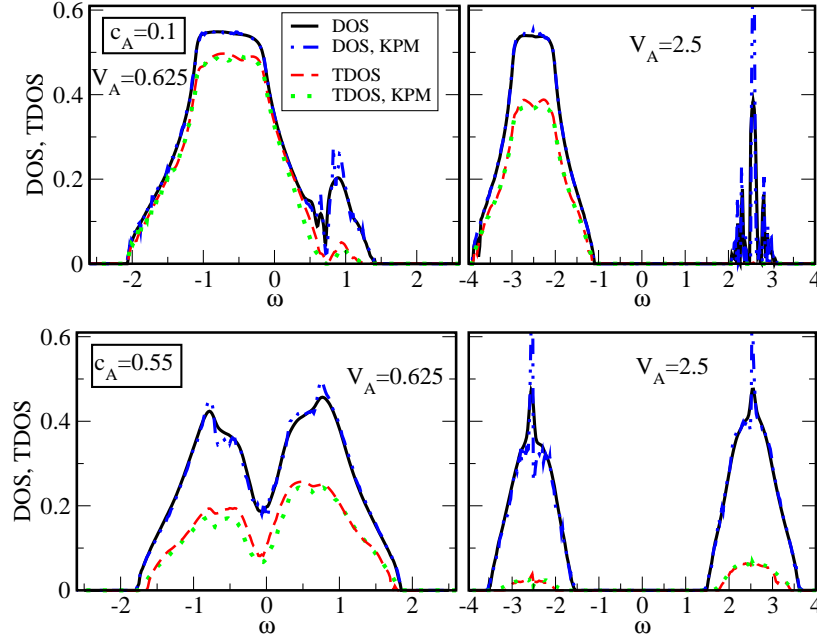 c_A=0.1
V_A=0.625
DOS
DOS, KPM
TDOS
TDOS, KPM
V_A=2.5
DOS, TDOS
0.6
0.4
0.2
0
-2 -1 0 1 2
ω
-4 -3 -2 -1 0 1 2 3 4
ω
c_A=0.55
V_A=0.625
V_A=2.5
DOS, TDOS
0.6
0.4
0.2
0
-2 -1 0 1 2
ω
-4 -3 -2 -1 0 1 2 3 4
ω